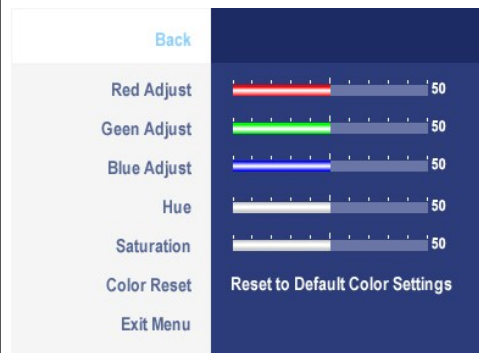 Back
Red Adjust 50
Geen Adjust 50
Blue Adjust 50
Hue 50
Saturation 50
Color Reset Reset to Default Color Settings
Exit Menu